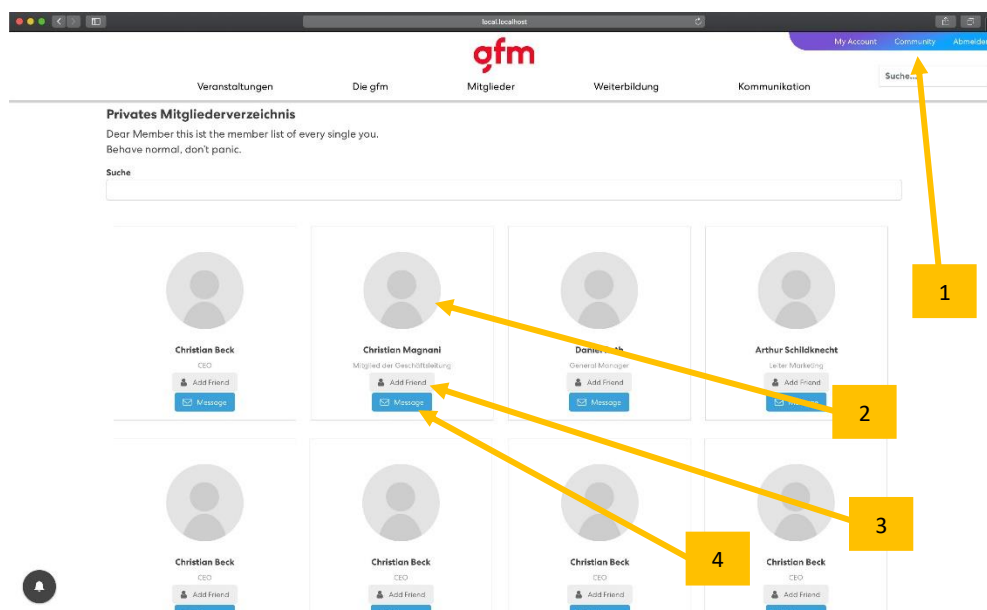 local.localhost
My Account Community Abmelden
gfm
Suche...
Veranstaltungen Die gfm Mitglieder Weiterbildung Kommunikation
Privates Mitgliederverzeichnis
Dear Member this ist the member list of every single you.
Behave normal, don't panic.
Suche
1
Christian Beck Christian Magnani Arthur Schildknecht
CEO Mitglied der Geschäftsleitung General Manager Leiter Marketing
Add Friend Add Friend Add Friend Add Friend
Message Message Message Message
2
3
4
Christian Beck Christian Beck Christian Beck Christian Beck
CEO CEO CEO CEO
Add Friend Add Friend Add Friend Add Friend